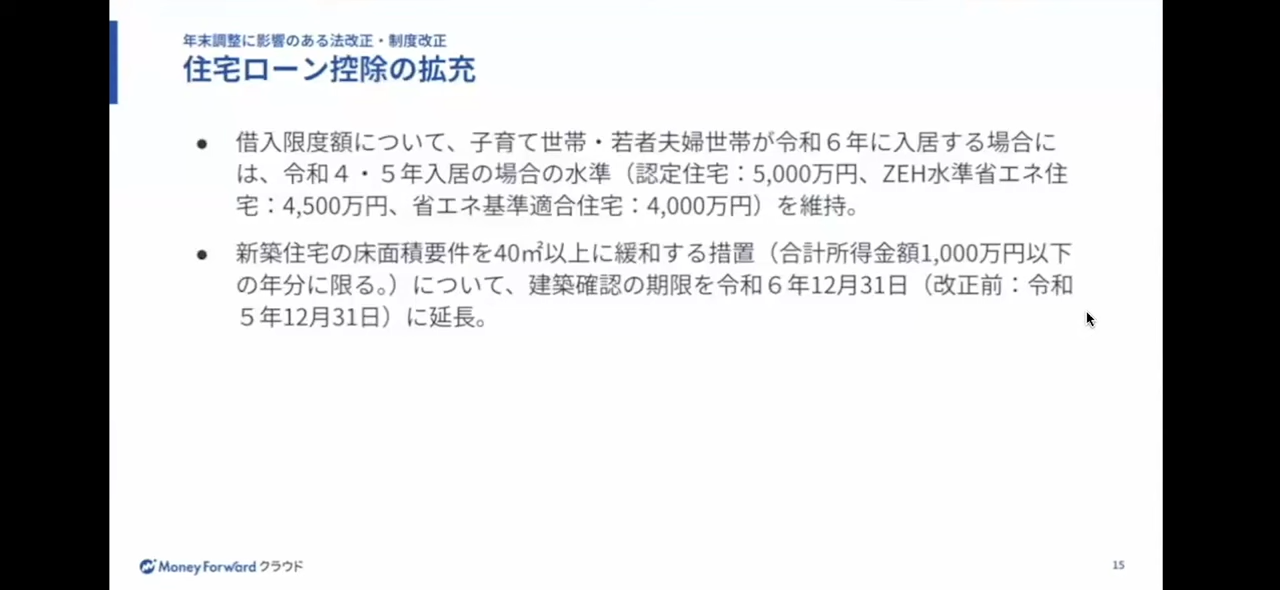 年末調整に影響のある法改正・制度改正
住宅ローン控除の拡充
● 借入限度額について、子育て世帯・若者夫婦世帯が令和６年に入居する場合に
は、令和４・５年入居の場合の水準（認定住宅：5,000万円、ZEH水準省エネ住
宅：4,500万円、省エネ基準適合住宅：4,000万円）を維持。
● 新築住宅の床面積要件を40㎡以上に緩和する措置（合計所得金額1,000万円以下
の年分に限る。）について、建築確認の期限を令和６年12月31日（改正前：令和
５年12月31日）に延長。
Money Forward クラウド
15